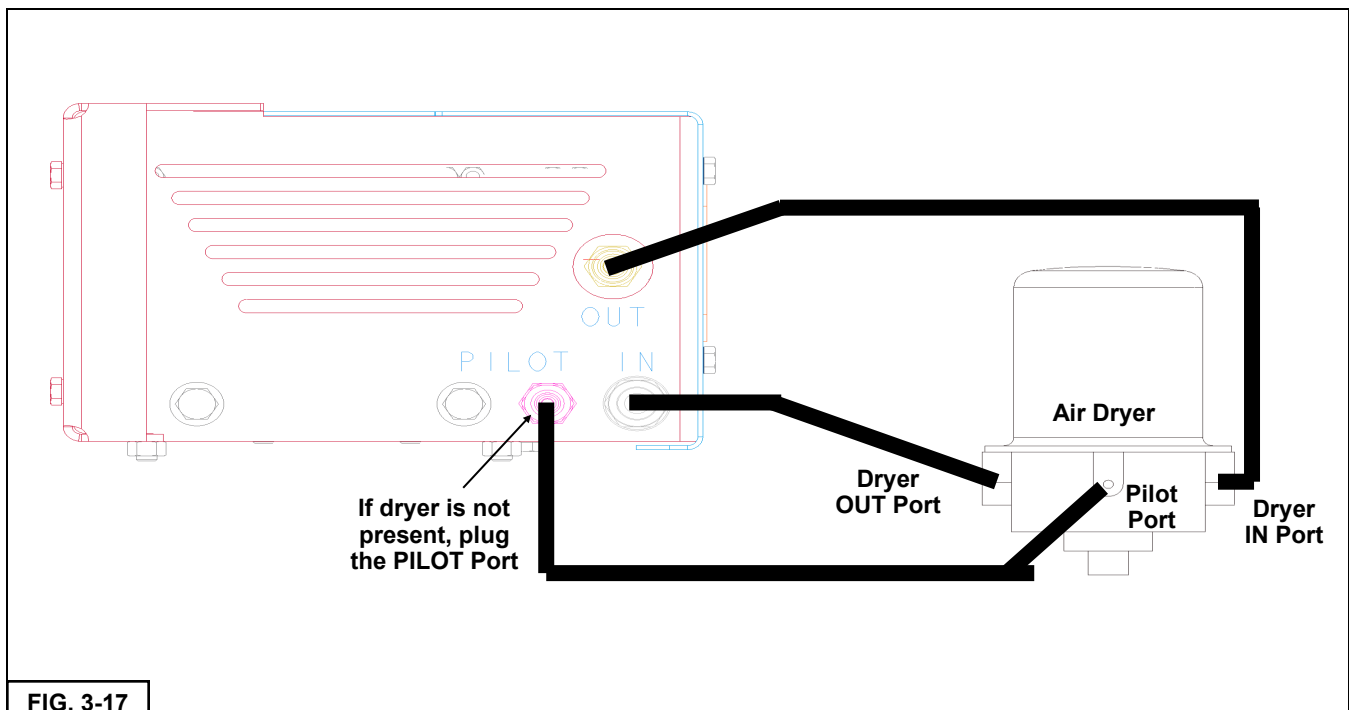 OUT
PILOT IN
Air Dryer
If dryer is not
present, plug
the PILOT Port
Dryer
OUT Port
Pilot
Port
Dryer
IN Port
FIG. 3-17